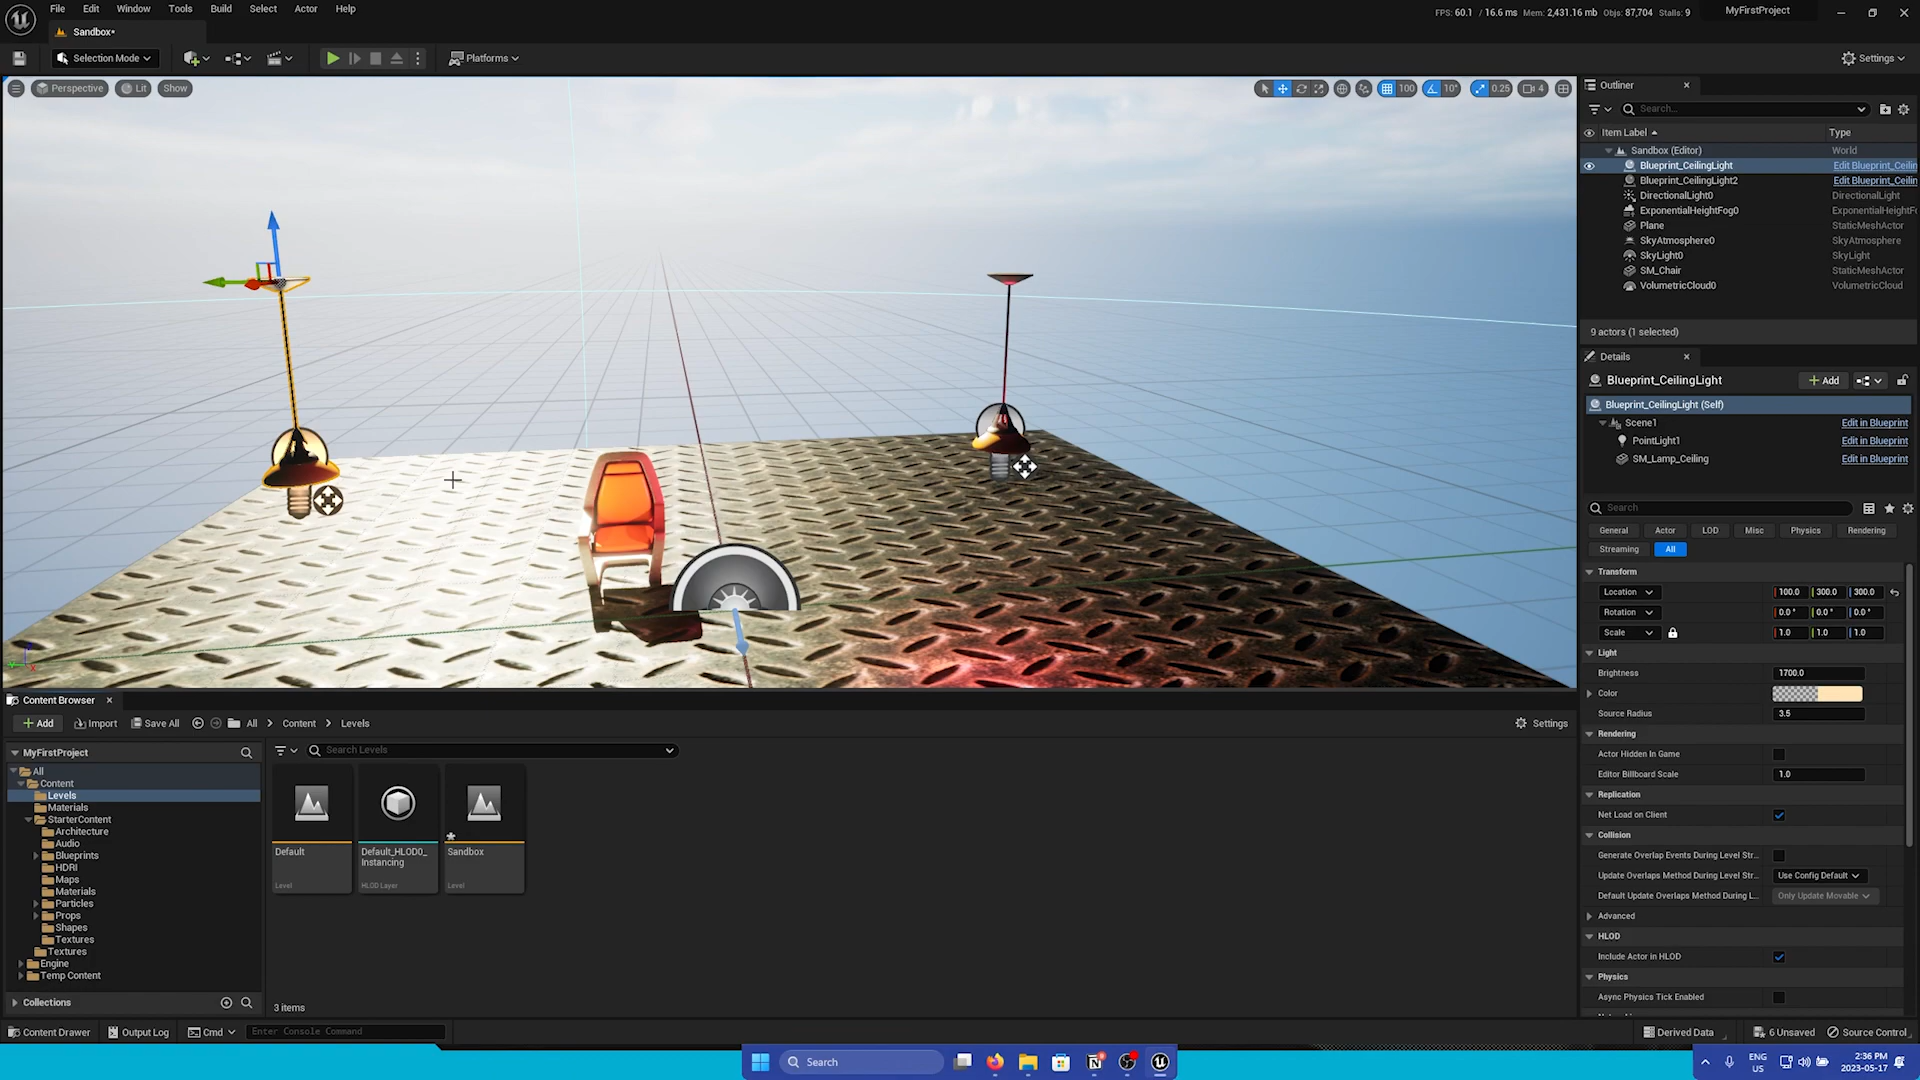 File Edit Window Tools Build Select Actor Help
FPS: 60.1 / 16.6 ms Mem: 2,431.16 mb Objs: 87,704 Stalls: 9
MyFirstProject
Sandbox•
Selection Mode
Platforms
Settings
Perspective Lit Show
100 10° 0.25 4
Outliner
Search...
Item Label Type
Sandbox (Editor) World
Blueprint_CeilingLight Edit Blueprint_Ceilin
Blueprint_CeilingLight2 Edit Blueprint_Ceilin
DirectionalLight0 DirectionalLight
ExponentialHeightFog0 ExponentialHeightFo
Plane StaticMeshActor
SkyAtmosphere0 SkyAtmosphere
SkyLight0 SkyLight
SM_Chair StaticMeshActor
VolumetricCloud0 VolumetricCloud
9 actors (1 selected)
Details
Blueprint_CeilingLight
Add
Blueprint_CeilingLight (Self)
Scene1 Edit in Blueprint
PointLight1 Edit in Blueprint
SM_Lamp_Ceiling Edit in Blueprint
Search
General Actor LOD Misc Physics Rendering
Streaming All
Transform
Location 100.0 300.0 300.0
Rotation 0.0° 0.0° 0.0°
Scale 1.0 1.0 1.0
Light
Brightness 1700.0
Color
Source Radius 3.5
Rendering
Actor Hidden In Game
Editor Billboard Scale 1.0
Replication
Net Load on Client
Collision
Generate Overlap Events During Level Str...
Update Overlaps Method During Level Str... Use Config Default
Default Update Overlaps Method During L... Only Update Movable
Advanced
HLOD
Include Actor in HLOD
Physics
Async Physics Tick Enabled
Content Browser
Add Import Save All All Content Levels
Settings
MyFirstProject
Search Levels
All
Content
Levels
Materials
StarterContent
Architecture
Audio
Blueprints
HDRI
Maps
Materials
Particles
Props
Shapes
Textures
Textures
Engine
Temp Content
Collections
Default
Level
Default_HLOD0_
Instancing
HLOD Layer
Sandbox
Level
3 items
Content Drawer Output Log Cmd Enter Console Command
Derived Data 6 Unsaved Source Control
Search
ENG
US
2:36 PM
2023-05-17